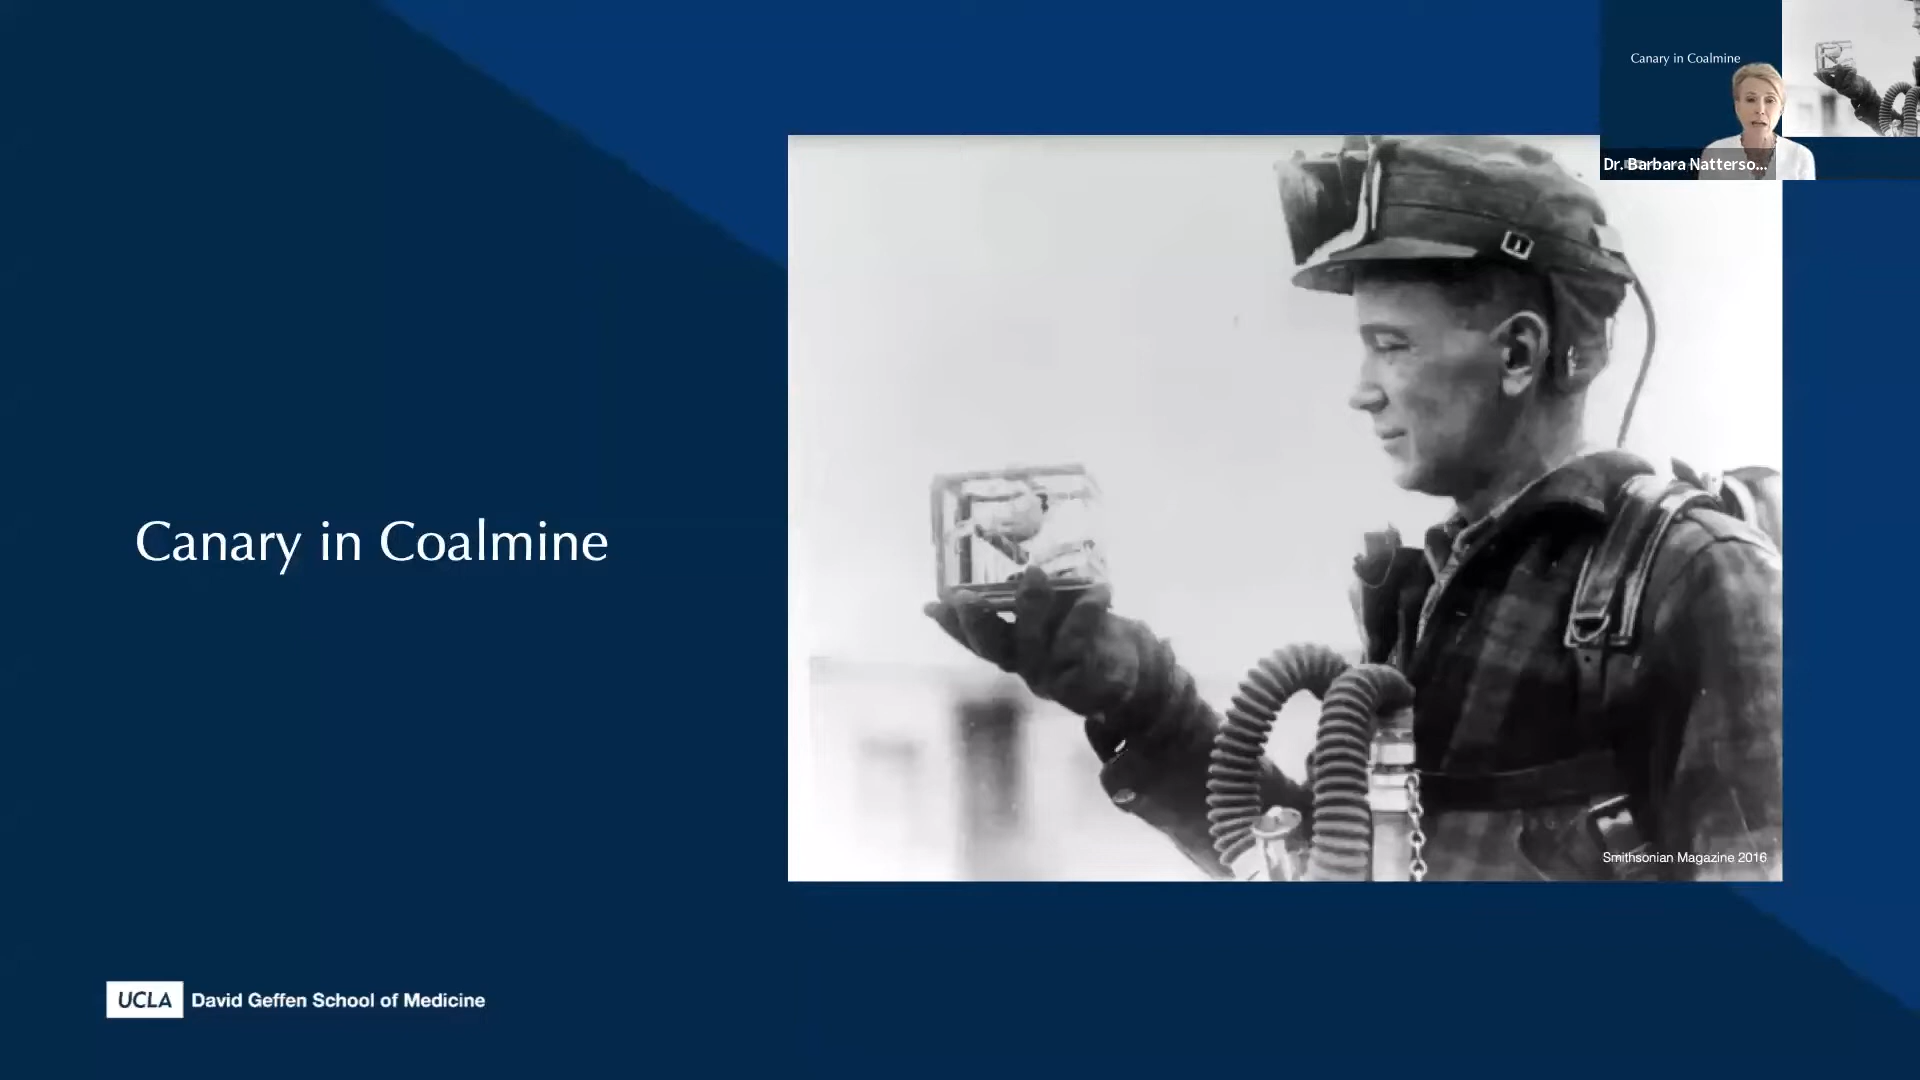 Canary in Coalmine
Dr. Barbara Natterso...
Canary in Coalmine
Smithsonian Magazine 2016
UCLA David Geffen School of Medicine